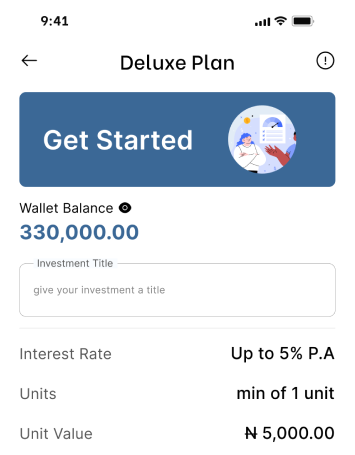 9:41
Deluxe Plan
Get Started
Wallet Balance
330,000.00
Investment Title
give your investment a title
Interest Rate
Up to 5% P.A
Units
min of 1 unit
Unit Value
₦ 5,000.00